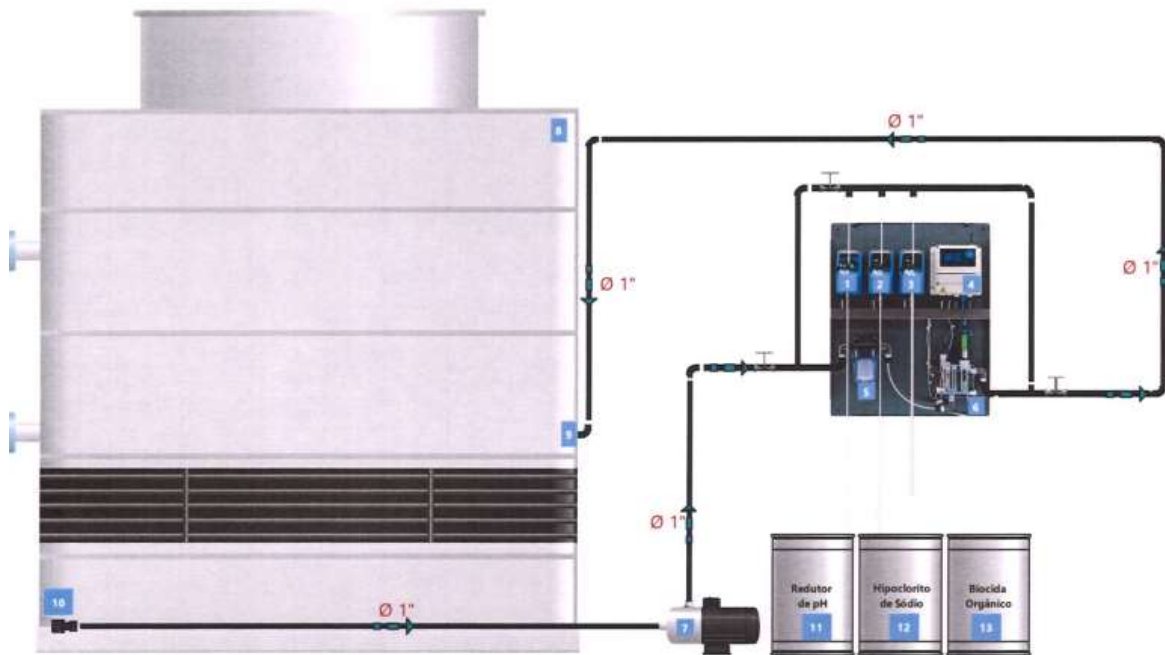 8
Ø 1"
1
2
3
4
Ø 1"
Ø 1"
5
6
9
Ø 1"
10
Ø 1"
7
Redutor
de pH
11
Hipoclorito
de Sódio
12
Biocida
Orgánico
13